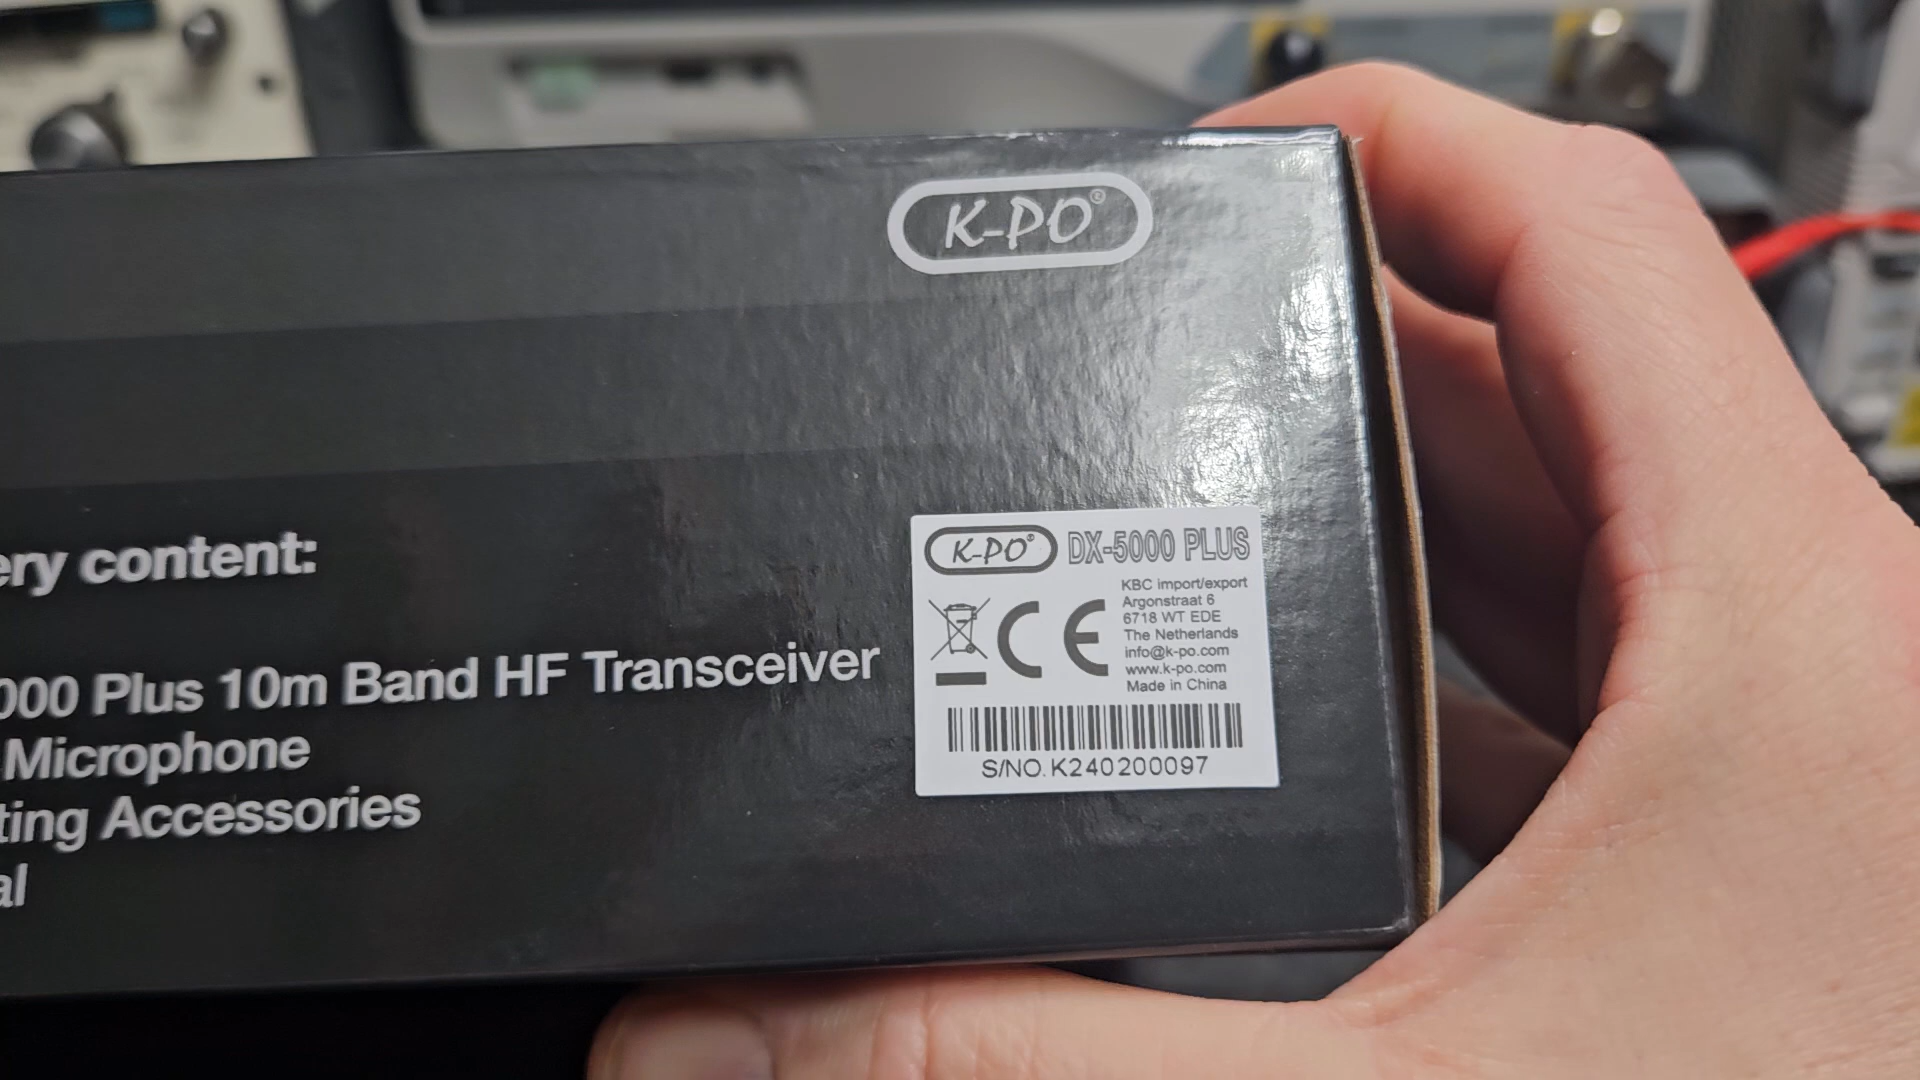 K-PO®
ery content:
000 Plus 10m Band HF Transceiver
Microphone
ting Accessories
al
K-PO® DX-5000 PLUS
CE
KBC import/export
Argonstraat 6
6718 WT EDE
The Netherlands
info@k-po.com
www.k-po.com
Made in China
S/NO. K240200097